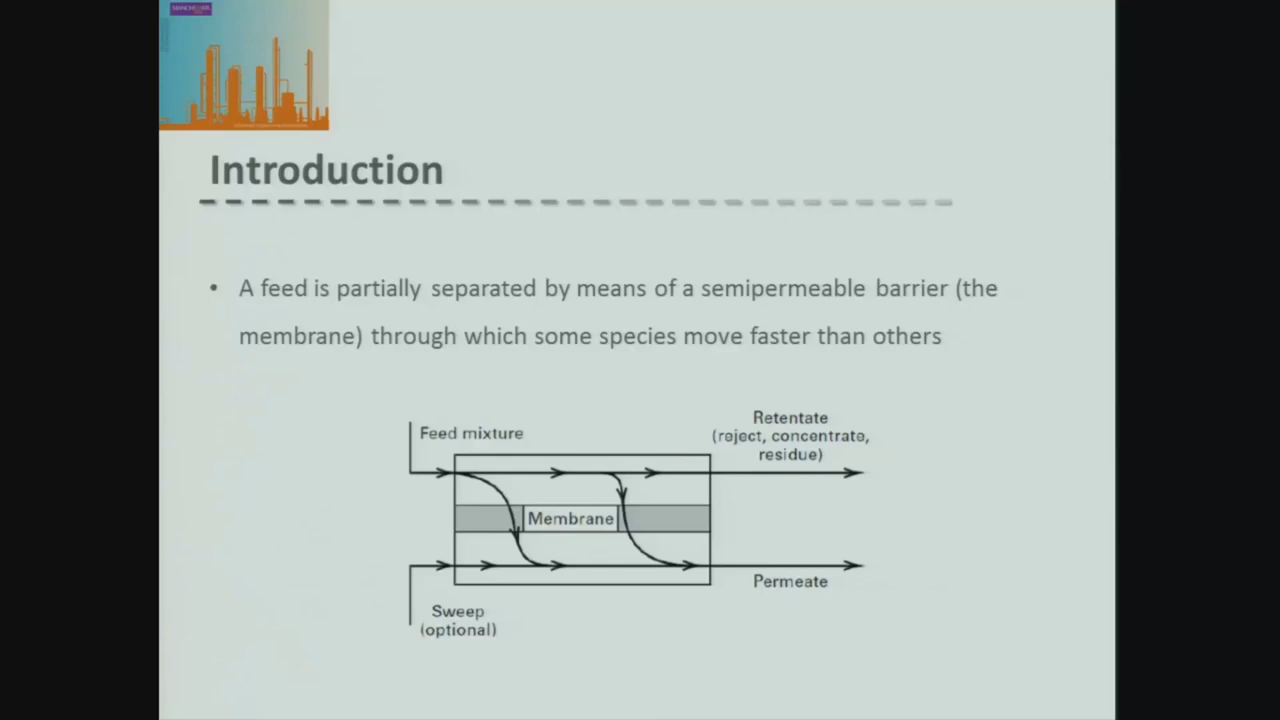 Introduction
• A feed is partially separated by means of a semipermeable barrier (the
membrane) through which some species move faster than others
Feed mixture
Retentate
(reject, concentrate,
residue)
Membrane
Permeate
Sweep
(optional)